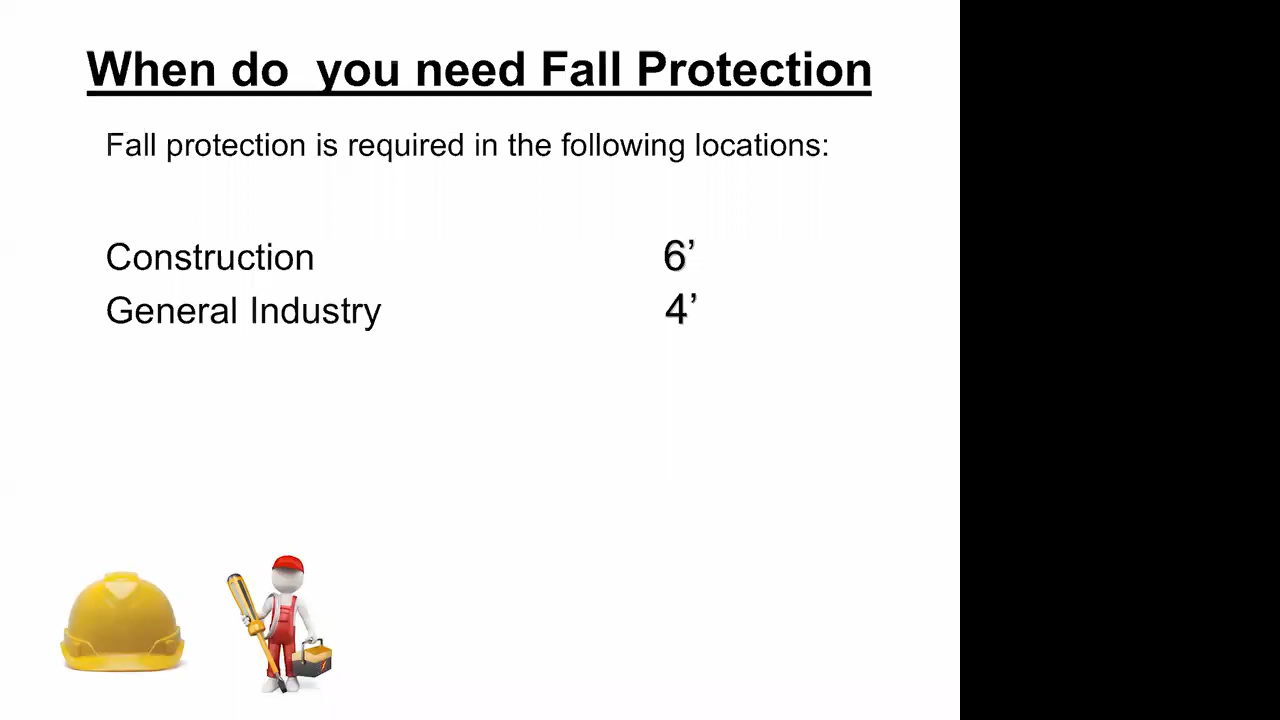 When do  you need Fall Protection
Fall protection is required in the following locations:
Construction 6’
General Industry 4’